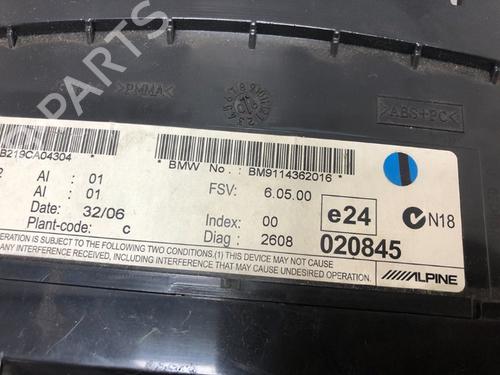 B PARTS
>PMMA<
>ABS+PC<
B219CA04304 *
* BMW No.: BM9114362016 *
AI : 01
FSV: 6.05.00
AI : 01
Date: 32/06
Index: 00
e24
N18
Plant-code: c
Diag : 2608
020845
ERATION IS SUBJECT TO THE FOLLOWING TWO CONDITIONS.(1) THIS DEVICE MAY NOT
ANY INTERFERENCE RECEIVED, INCLUDING INTERFERENCE THAT MAY CAUSE UNDESIRED OPERATION.
ALPINE